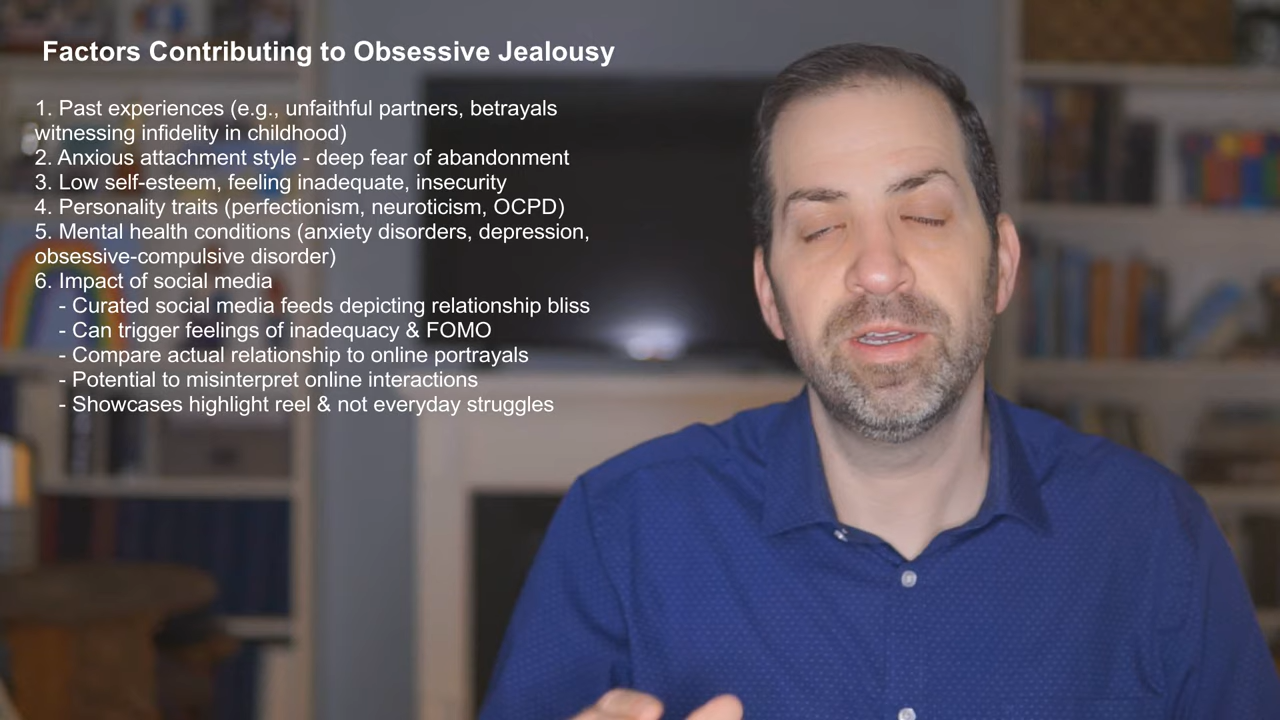 Factors Contributing to Obsessive Jealousy
1. Past experiences (e.g., unfaithful partners, betrayals
witnessing infidelity in childhood)
2. Anxious attachment style - deep fear of abandonment
3. Low self-esteem, feeling inadequate, insecurity
4. Personality traits (perfectionism, neuroticism, OCPD)
5. Mental health conditions (anxiety disorders, depression,
obsessive-compulsive disorder)
6. Impact of social media
- Curated social media feeds depicting relationship bliss
- Can trigger feelings of inadequacy & FOMO
- Compare actual relationship to online portrayals
- Potential to misinterpret online interactions
- Showcases highlight reel & not everyday struggles